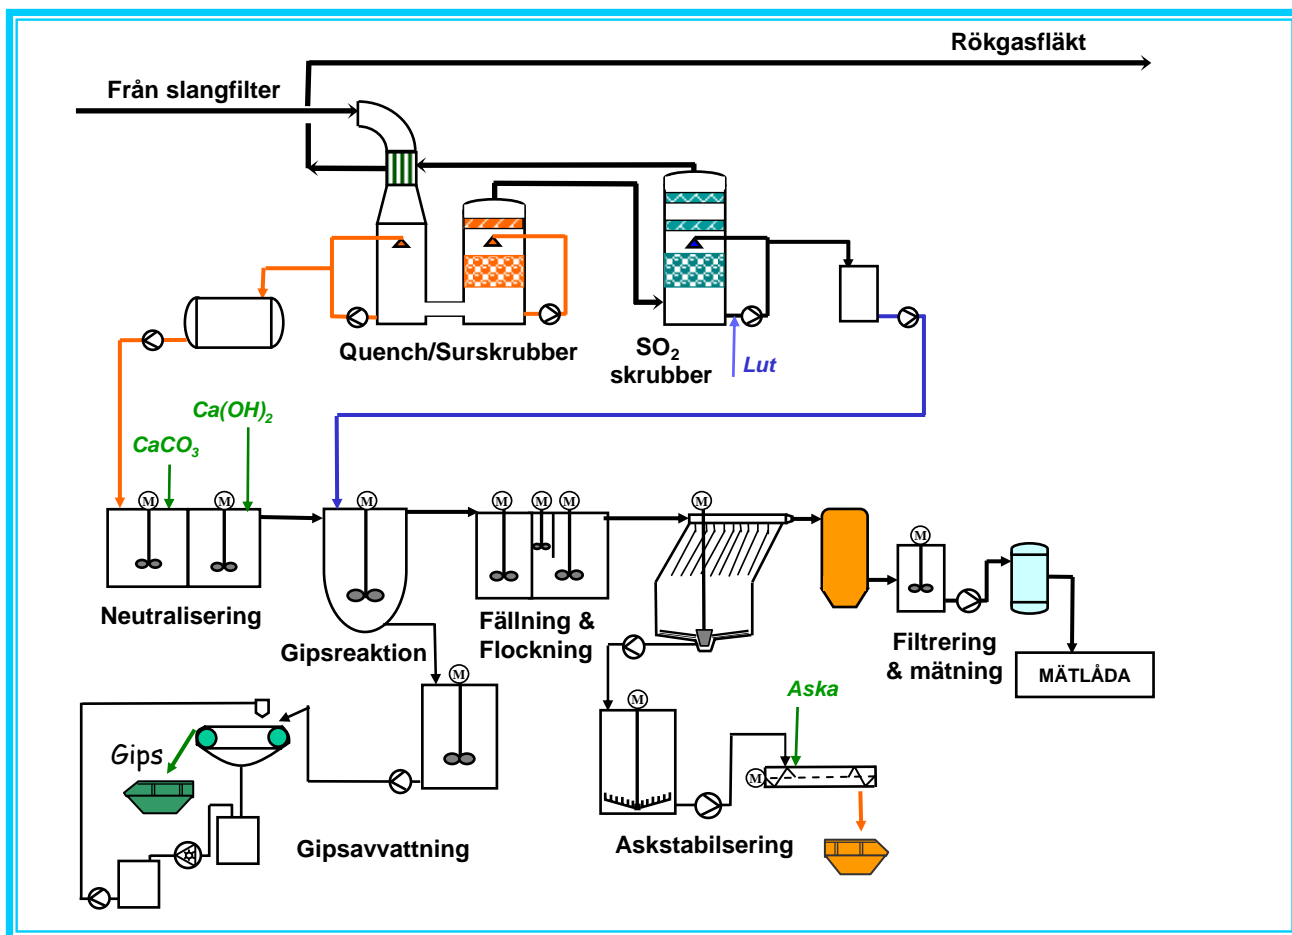 Rökgasfläkt
Från slangfilter
Quench/Surskrubber
SO2
skrubber
Lut
Ca(OH)2
CaCO3
M
M
M
M
M
M
M
M
Neutralisering
Gipsreaktion
Fällning &
Flockning
Filtrering
& mätning
MÄTLÅDA
M
M
Aska
M
Gips
Gipsavvattning
Askstabilsering